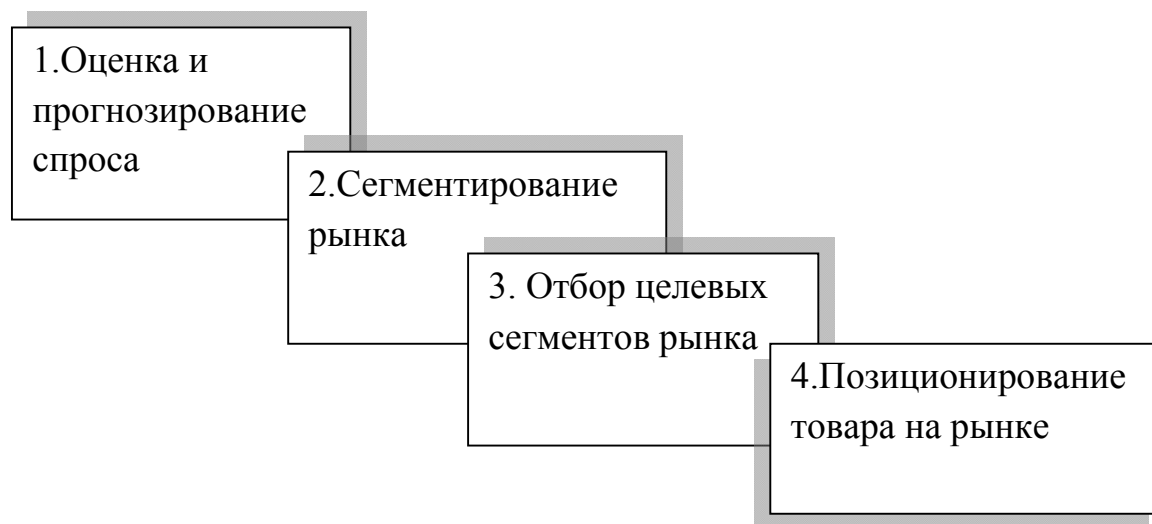 1.Оценка и
прогнозирование
спроса
2.Сегментирование
рынка
3. Отбор целевых
сегментов рынка
4.Позиционирование
товара на рынке